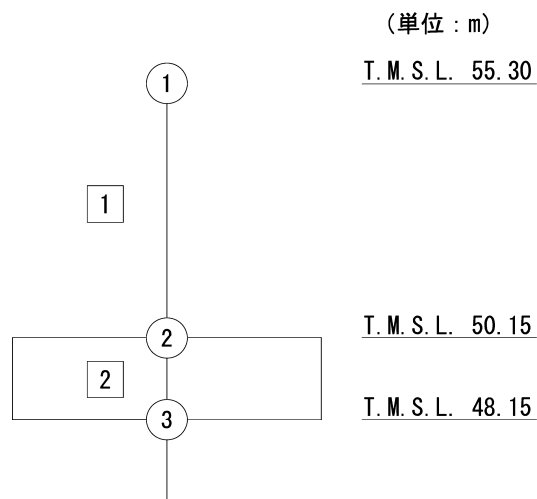 （単位：m）
① T.M.S.L. 55.30
1
② T.M.S.L. 50.15
2
③ T.M.S.L. 48.15